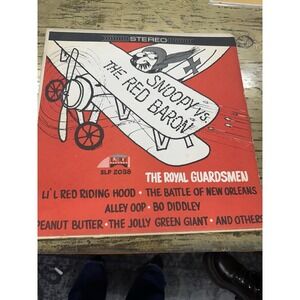 STEREO
SNOOPY VS.
THE RED BARON
SLP 2038
THE ROYAL GUARDSMEN
LI'L RED RIDING HOOD • THE BATTLE OF NEW ORLEANS
ALLEY OOP • BO DIDDLEY
PEANUT BUTTER • THE JOLLY GREEN GIANT • AND OTHERS